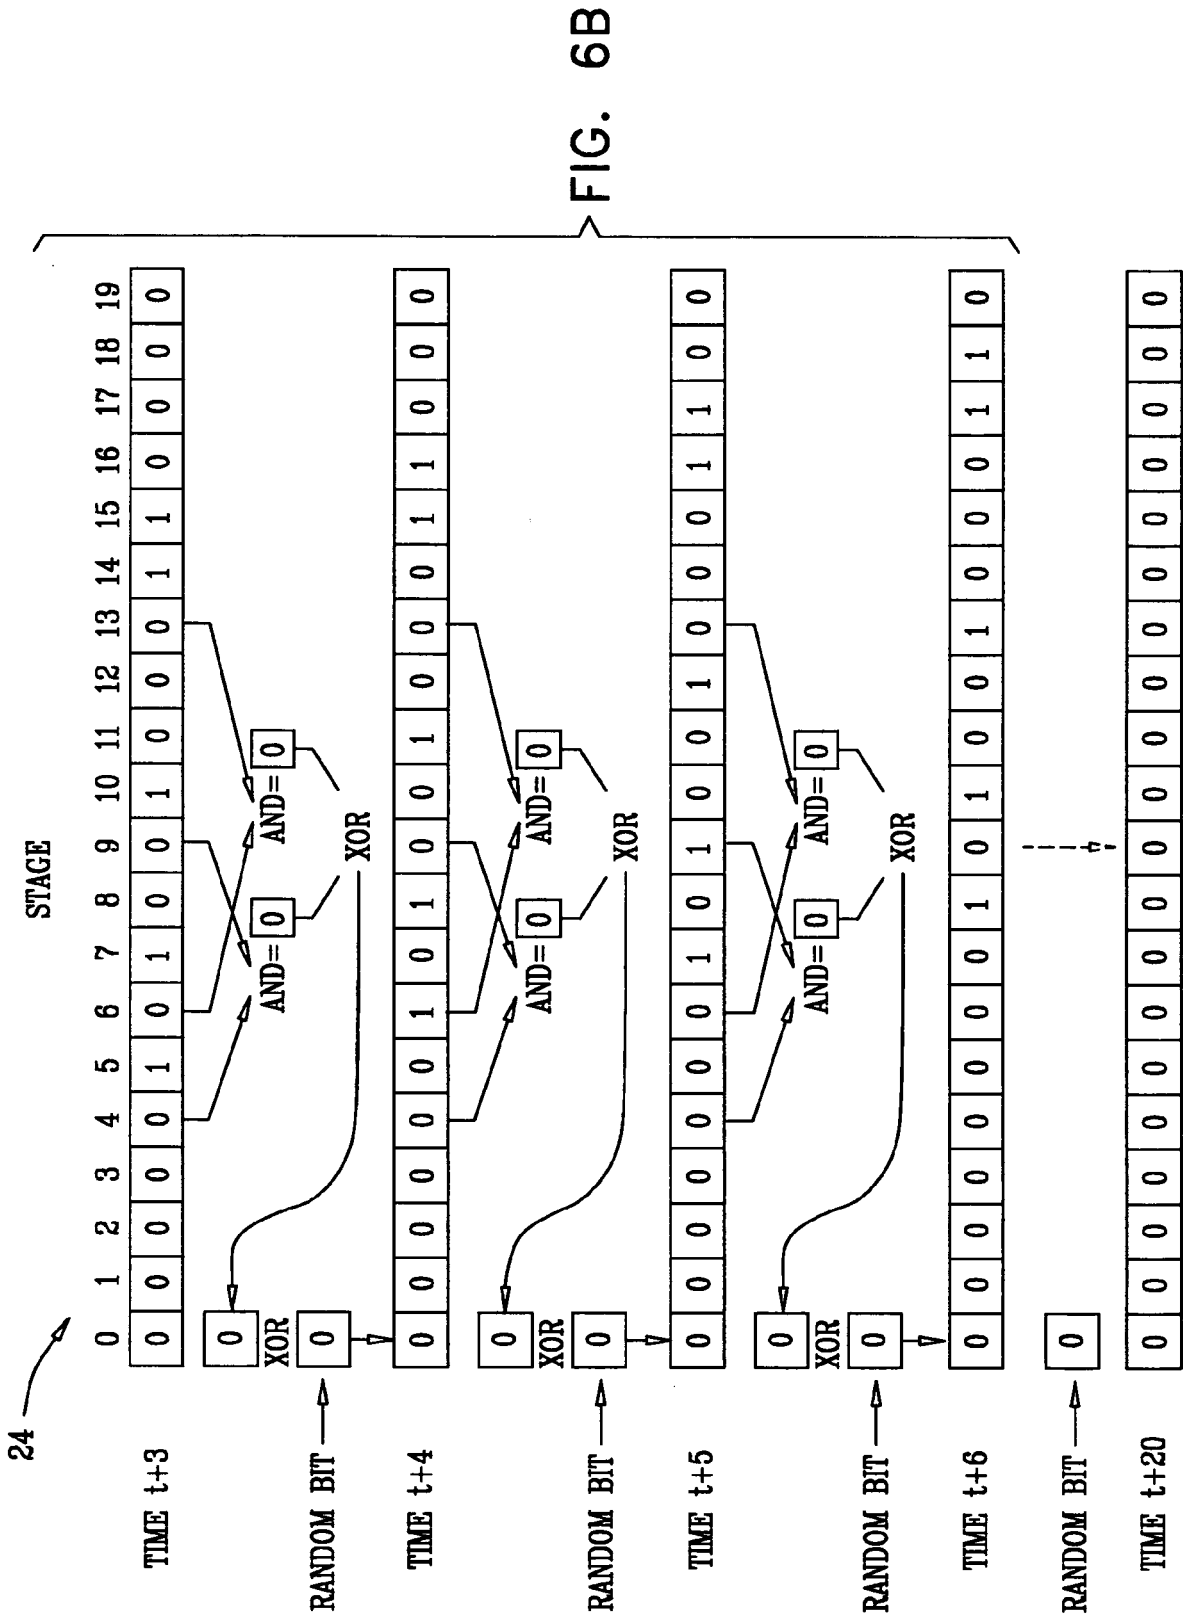 24
STAGE
0 1 2 3 4 5 6 7 8 9 10 11 12 13 14 15 16 17 18 19
TIME t+3 0 0 0 0 0 1 0 1 0 0 1 0 0 0 1 1 0 0 0 0
0 AND= 0 AND= 0
XOR
RANDOM BIT 0 XOR
TIME t+4 0 0 0 0 0 0 1 0 1 0 0 1 0 0 0 1 1 0 0 0
0 AND= 0 AND= 0
XOR
RANDOM BIT 0 XOR
TIME t+5 0 0 0 0 0 0 0 1 0 1 0 0 1 0 0 0 1 1 0 0
0 AND= 0 AND= 0
XOR
RANDOM BIT 0 XOR
TIME t+6 0 0 0 0 0 0 0 0 1 0 1 0 0 1 0 0 0 1 1 0
RANDOM BIT 0
TIME t+20 0 0 0 0 0 0 0 0 0 0 0 0 0 0 0 0 0 0 0 0
FIG. 6B